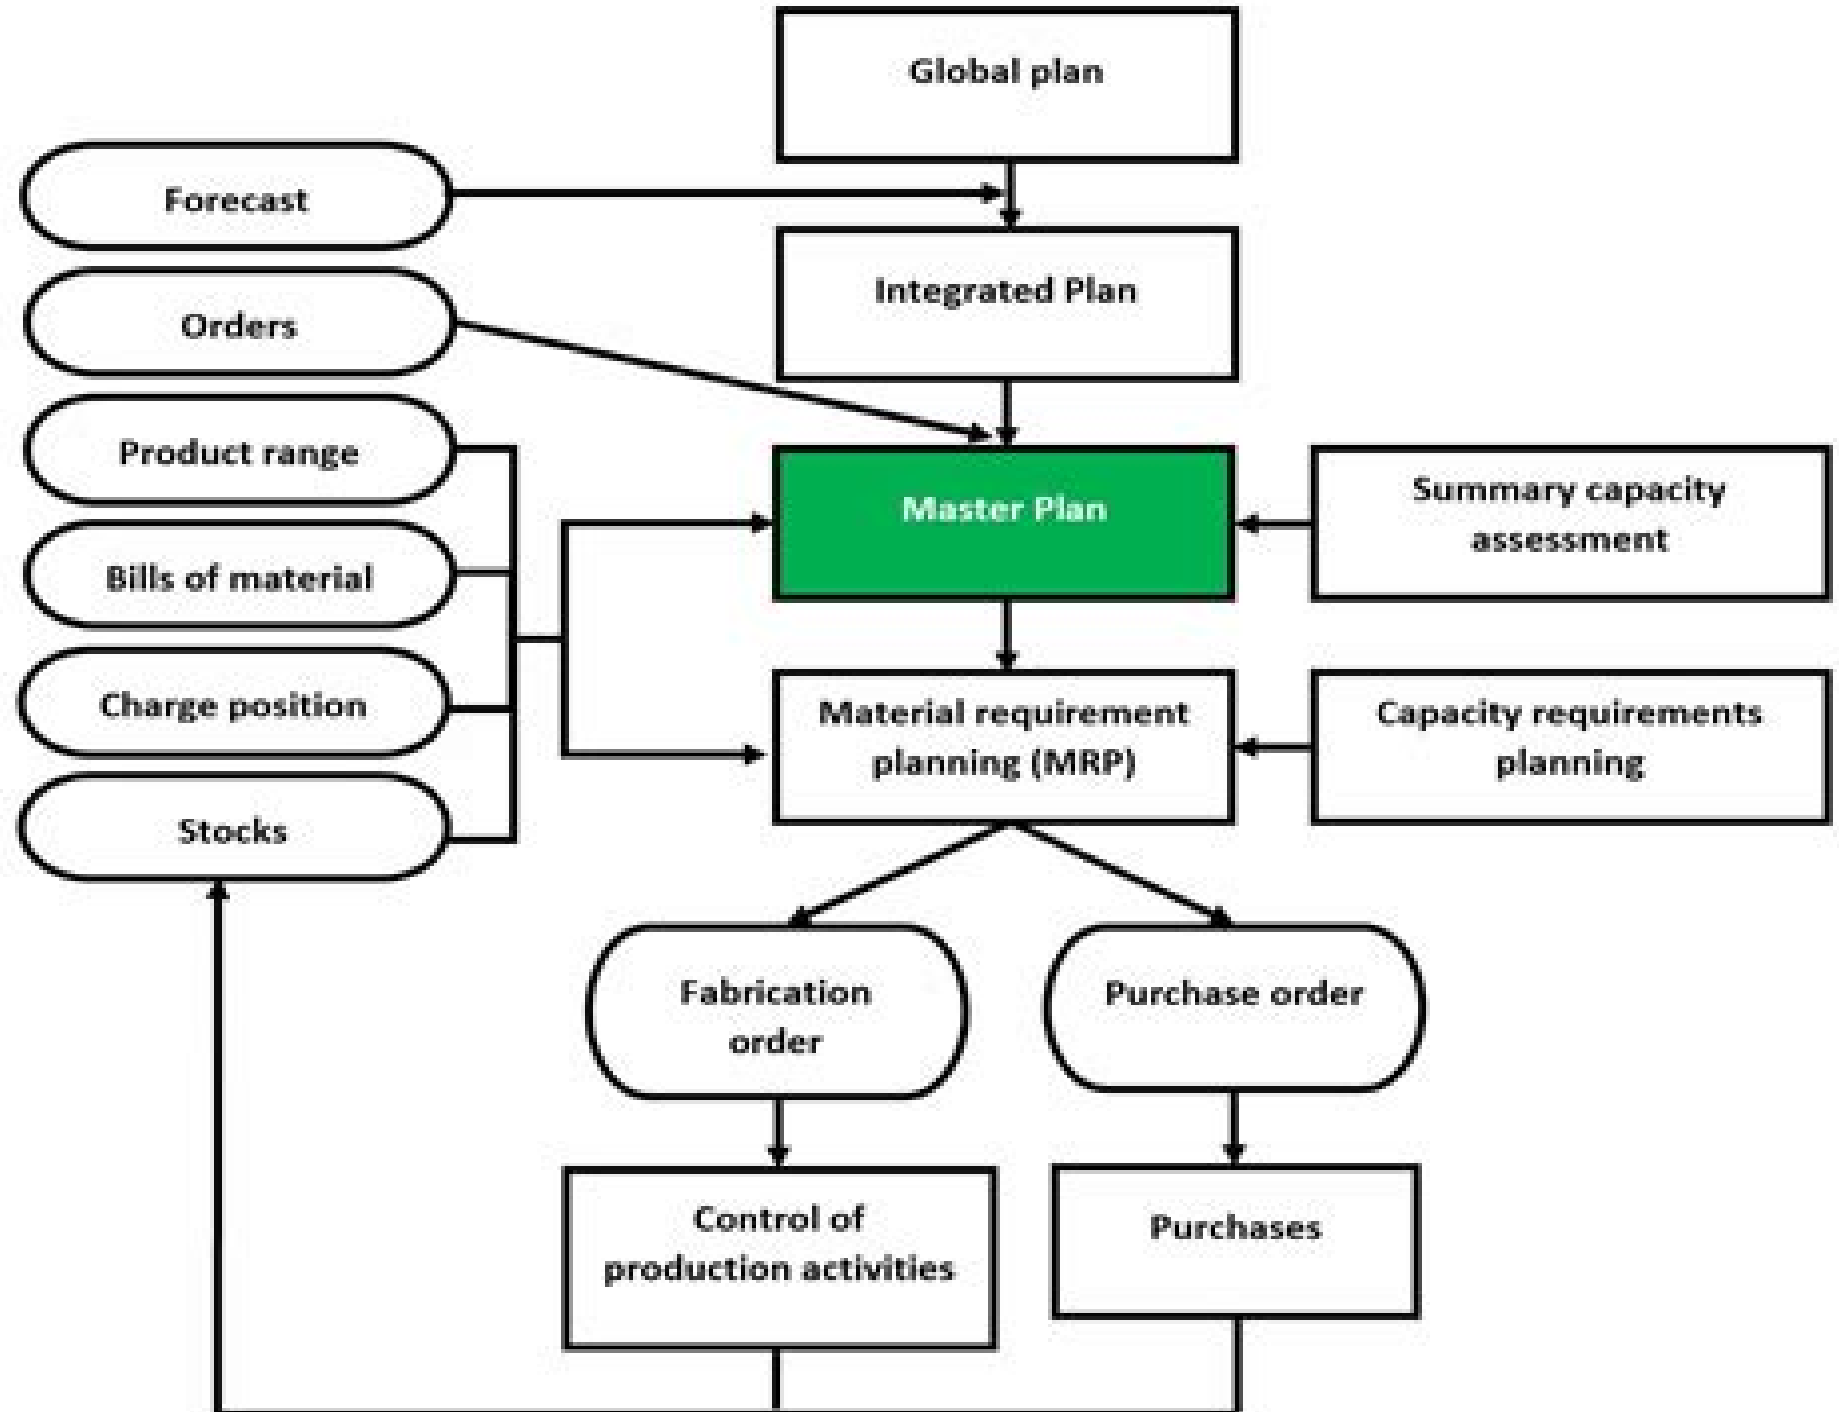 Global plan
Forecast
Integrated Plan
Orders
Product range
Master Plan
Summary capacity
assessment
Bills of material
Charge position
Material requirement
planning (MRP)
Capacity requirements
planning
Stocks
Fabrication
order
Purchase order
Control of
production activities
Purchases